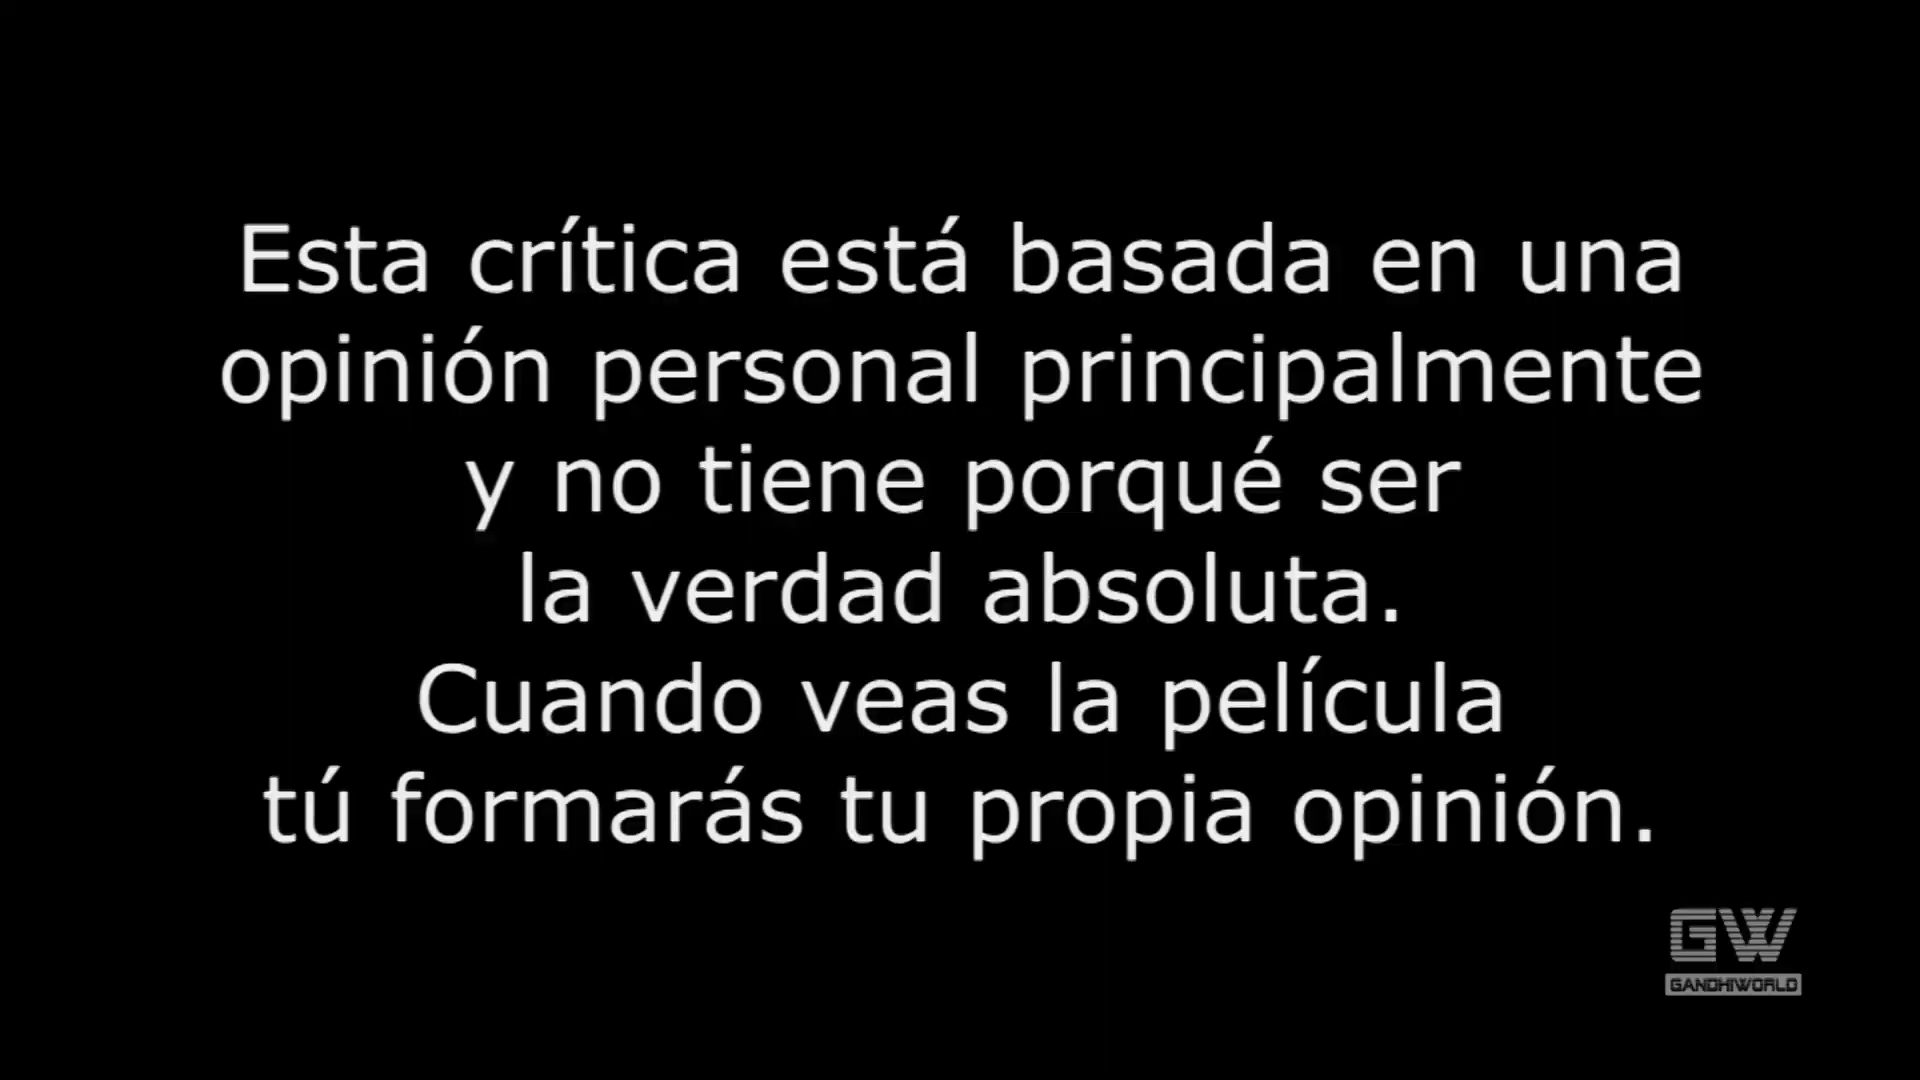 Esta crítica está basada en una
opinión personal principalmente
y no tiene porqué ser
la verdad absoluta.
Cuando veas la película
tú formarás tu propia opinión.
GW
GANDHIWORLD